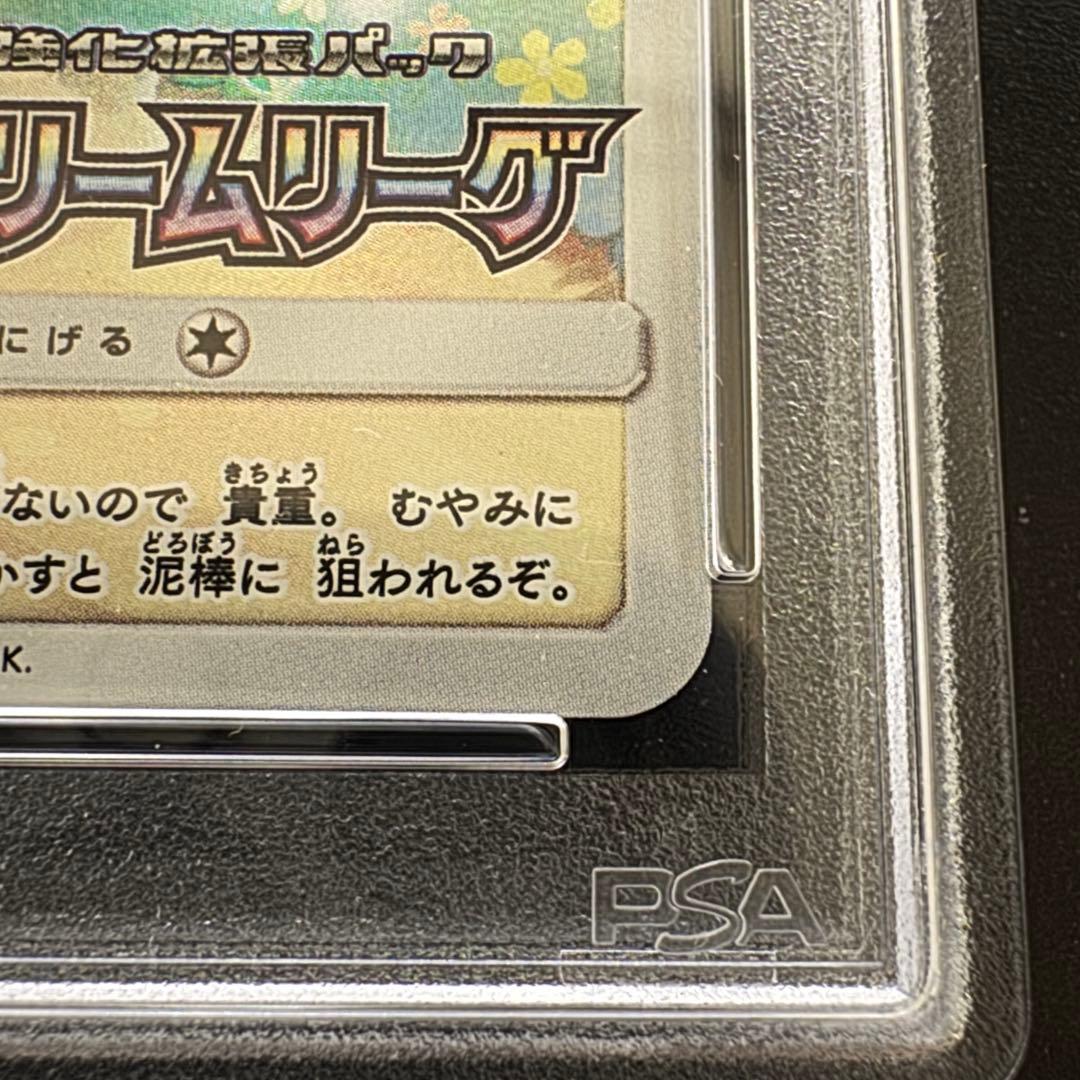 強化拡張パック
リームリーグ
にげる
きちょう
ないので 貴重。 むやみに
どろぼう ねら
かすと 泥棒に 狙われるぞ。
K.
PSA